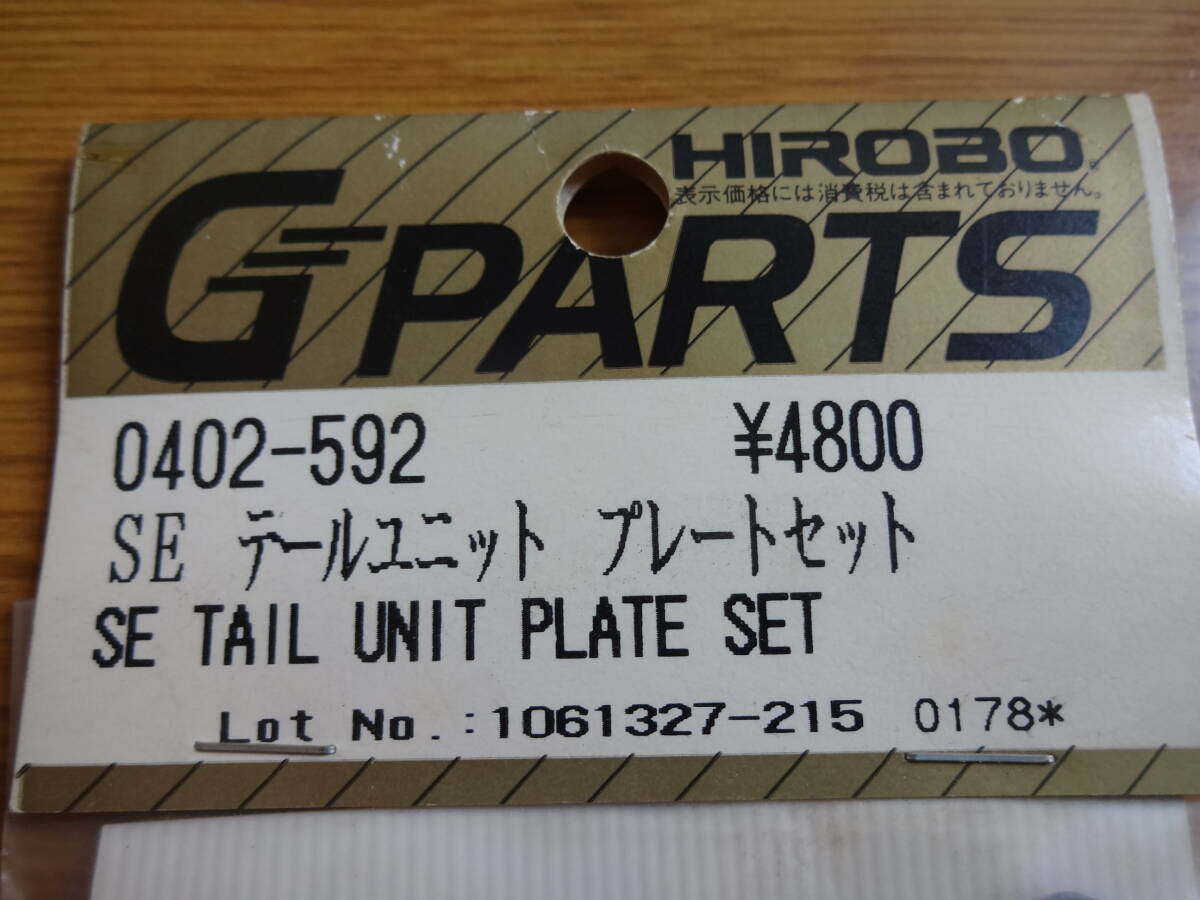 HIROBO
表示価格には消費税は含まれておりません。
G PARTS
0402-592 ¥4800
SE テールユニット プレートセット
SE TAIL UNIT PLATE SET
Lot No.:1061327-215 0178*